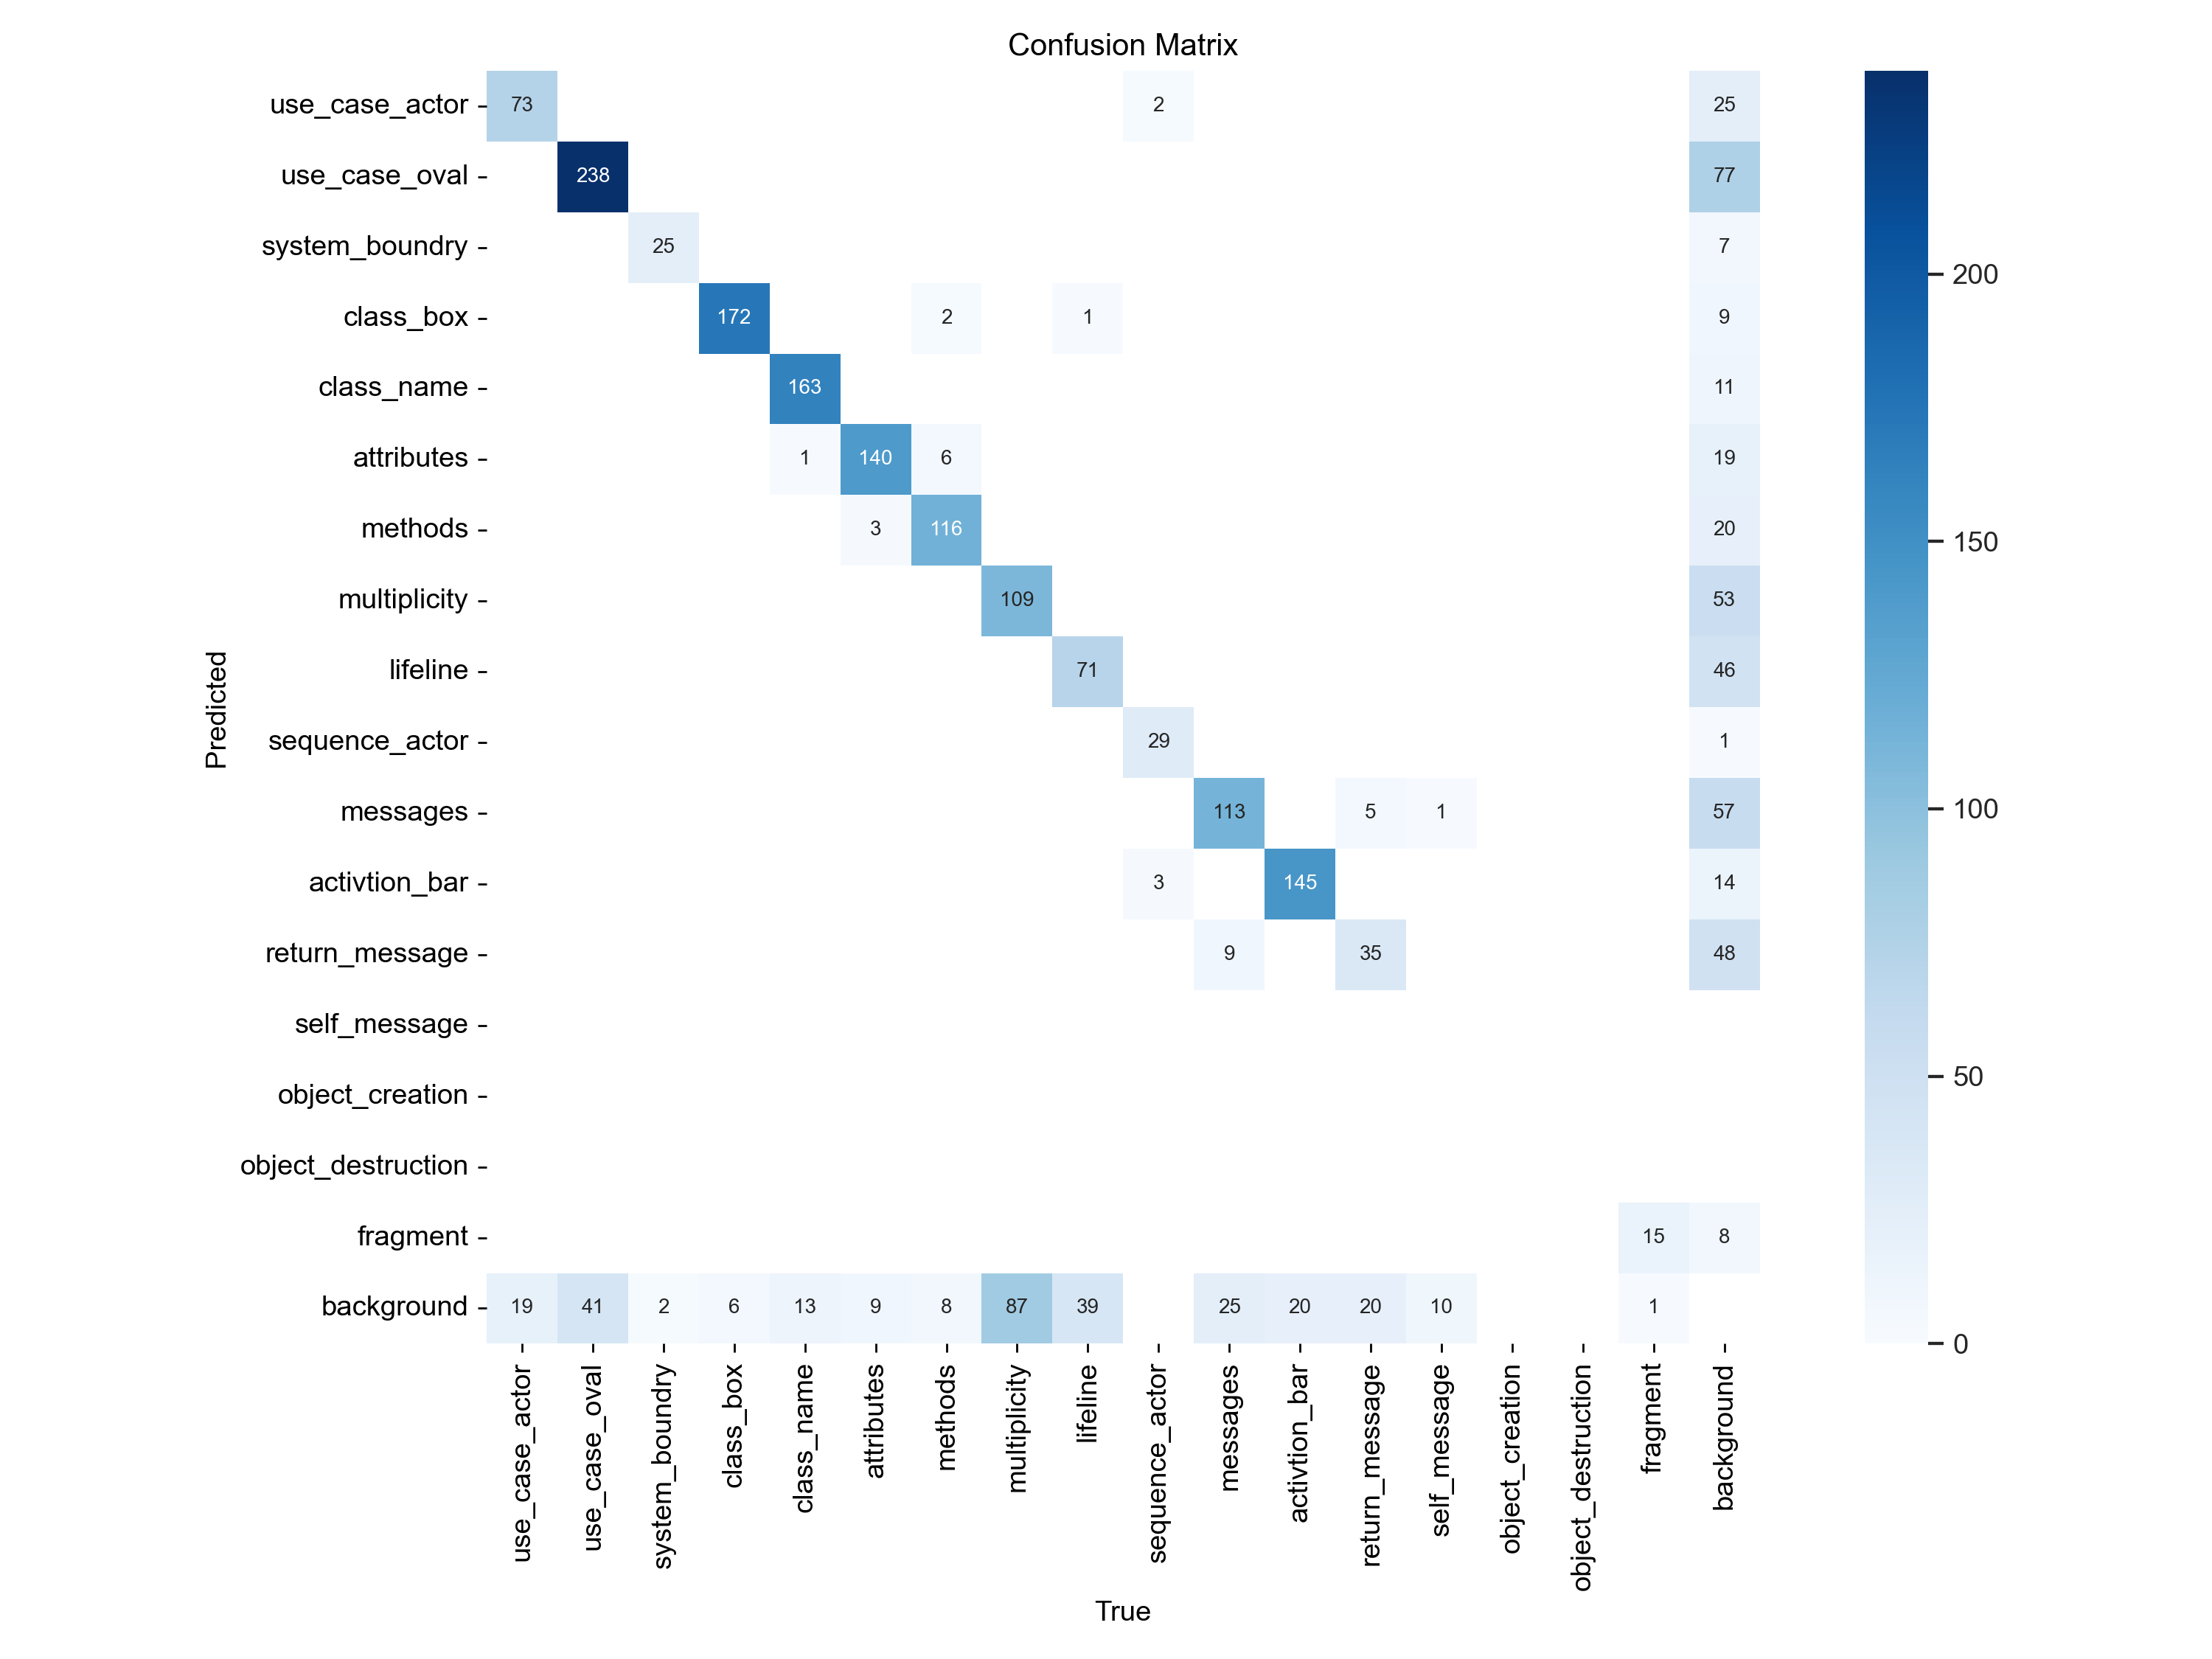 Confusion Matrix
use_case_actor 73 2 25
use_case_oval 238 77
system_boundry 25 7
200
class_box 172 2 1 9
class_name 163 11
attributes 1 140 6 19
methods 3 116 20
150
multiplicity 109 53
Predicted
lifeline 71 46
sequence_actor 29 1
messages 113 5 1 57
100
activtion_bar 3 145 14
return_message 9 35 48
self_message
50
object_creation
object_destruction
fragment 15 8
background 19 41 2 6 13 9 8 87 39 25 20 20 10 1
0
use_case_actor
use_case_oval
system_boundry
class_box
class_name
attributes
methods
multiplicity
lifeline
sequence_actor
messages
activtion_bar
return_message
self_message
object_creation
object_destruction
fragment
background
True